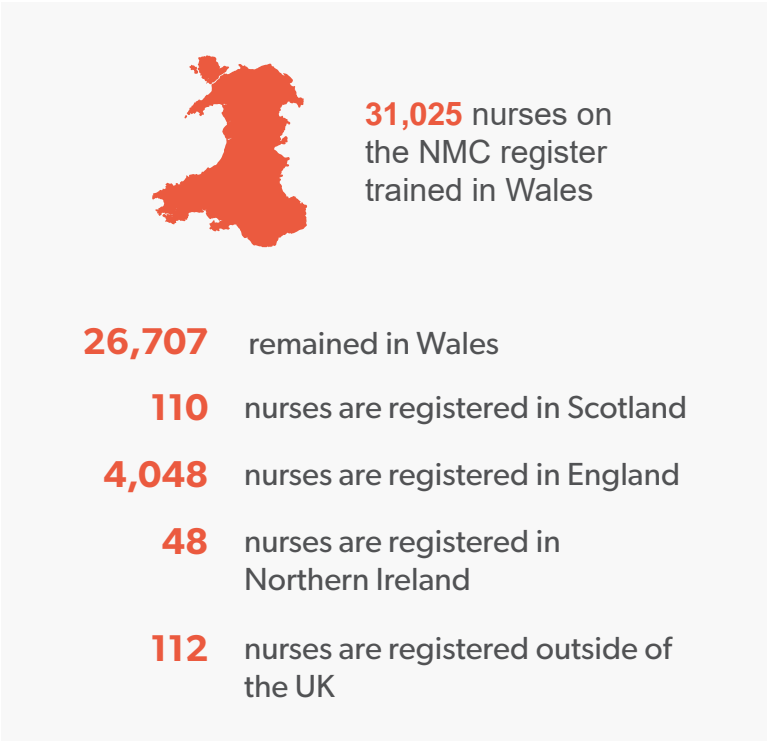 31,025 nurses on
the NMC register
trained in Wales
26,707 remained in Wales
110 nurses are registered in Scotland
4,048 nurses are registered in England
48 nurses are registered in
Northern Ireland
112 nurses are registered outside of
the UK